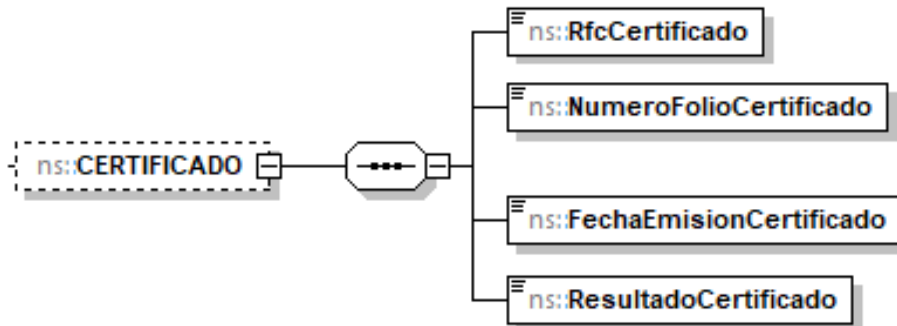 ns::RfcCertificado
ns::NumeroFolioCertificado
ns::CERTIFICADO
ns::FechaEmisionCertificado
ns::ResultadoCertificado